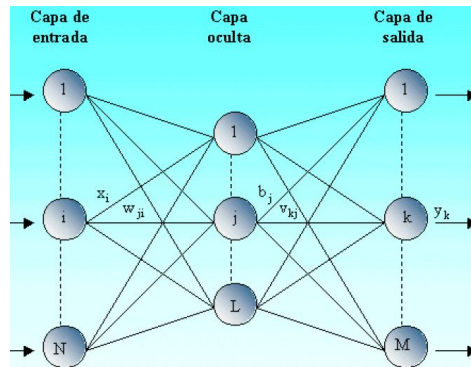 Capa de entrada
Capa oculta
Capa de salida
1
1
1
x_i
w_ji
b_j
v_kj
i
j
k
y_k
L
N
M